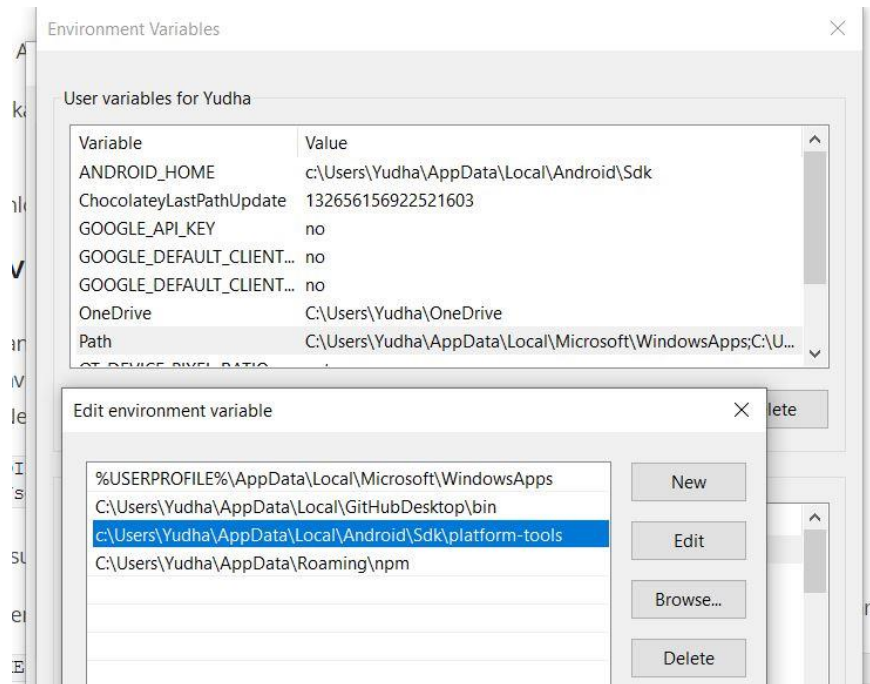 Environment Variables
User variables for Yudha
Variable Value
ANDROID_HOME c:\Users\Yudha\AppData\Local\Android\Sdk
ChocolateyLastPathUpdate 132656156922521603
GOOGLE_API_KEY no
GOOGLE_DEFAULT_CLIENT... no
GOOGLE_DEFAULT_CLIENT... no
OneDrive C:\Users\Yudha\OneDrive
Path C:\Users\Yudha\AppData\Local\Microsoft\WindowsApps;C:\U...
Edit environment variable
lete
%USERPROFILE%\AppData\Local\Microsoft\WindowsApps
New
C:\Users\Yudha\AppData\Local\GitHubDesktop\bin
c:\Users\Yudha\AppData\Local\Android\Sdk\platform-tools
Edit
C:\Users\Yudha\AppData\Roaming\npm
Browse...
Delete